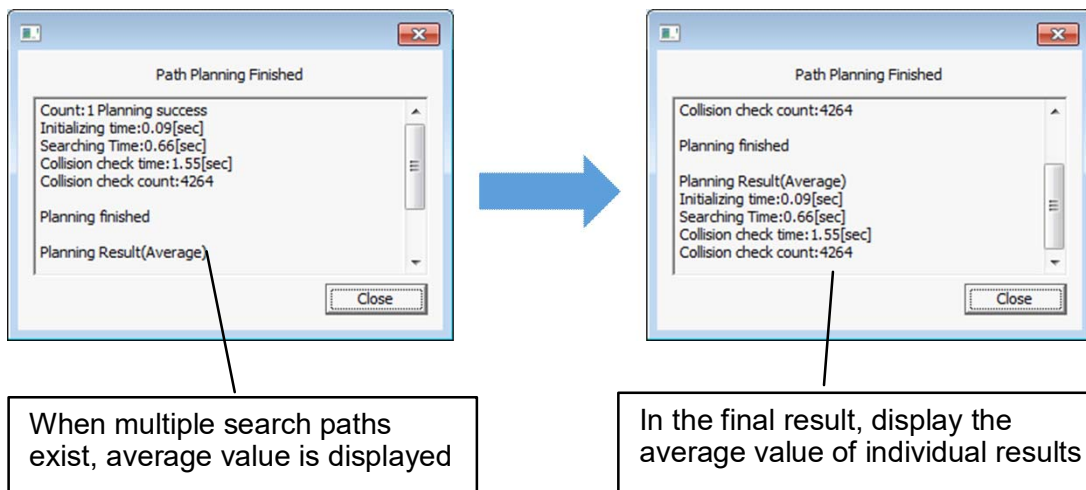 Path Planning Finished
Count:1 Planning success
Initializing time:0.09[sec]
Searching Time:0.66[sec]
Collision check time:1.55[sec]
Collision check count:4264
Planning finished
Planning Result(Average)
Close
When multiple search paths
exist, average value is displayed
Path Planning Finished
Collision check count:4264
Planning finished
Planning Result(Average)
Initializing time:0.09[sec]
Searching Time:0.66[sec]
Collision check time:1.55[sec]
Collision check count:4264
Close
In the final result, display the
average value of individual results